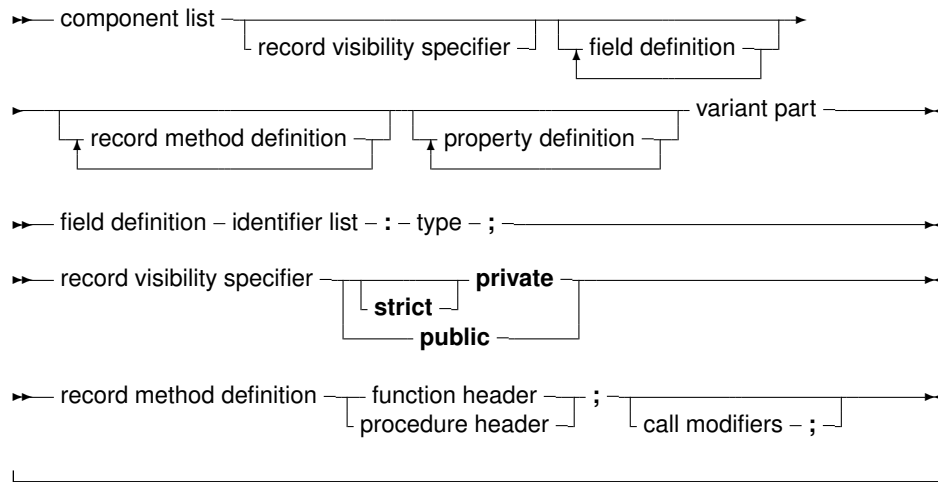 component list
record visibility specifier field definition
record method definition property definition variant part
field definition identifier list : type ;
record visibility specifier strict private
public
record method definition function header ; call modifiers ;
procedure header